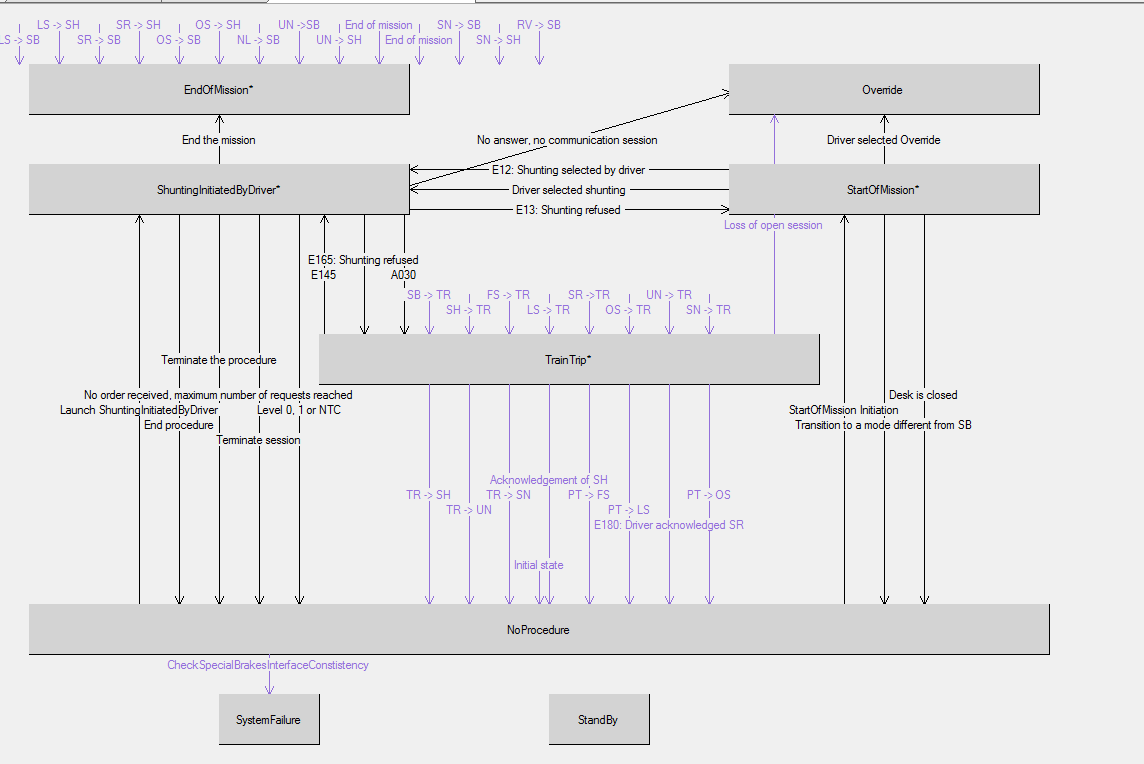 LS -> SH
SR -> SH
OS -> SH
UN ->SB
End of mission
SN -> SB
RV -> SB
LS -> SB
SR -> SB
OS -> SB
NL -> SB
UN -> SH
End of mission
SN -> SH
EndOfMission*
Override
End the mission
No answer, no communication session
Driver selected Override
E12: Shunting selected by driver
ShuntingInitiatedByDriver*
Driver selected shunting
StartOfMission*
E13: Shunting refused
Loss of open session
E165: Shunting refused
E145
A030
SB -> TR
FS -> TR
SR ->TR
UN -> TR
SH -> TR
LS -> TR
OS -> TR
SN -> TR
TrainTrip*
Terminate the procedure
No order received, maximum number of requests reached
Desk is closed
Launch ShuntingInitiatedByDriver
Level 0, 1 or NTC
StartOfMission Initiation
End procedure
Transition to a mode different from SB
Terminate session
Acknowledgement of SH
TR -> SH
TR -> SN
PT -> FS
PT -> OS
TR -> UN
PT -> LS
E180: Driver acknowledged SR
Initial state
NoProcedure
CheckSpecialBrakesInterfaceConstistency
SystemFailure
StandBy